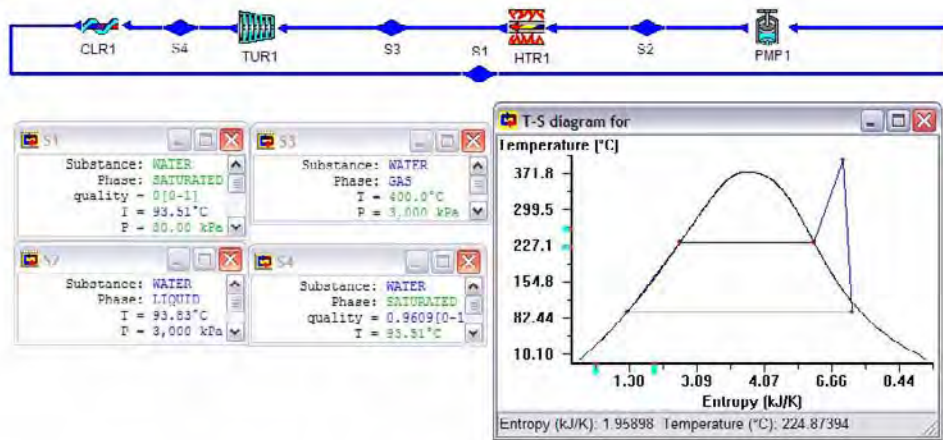 CLR1 S4 TUR1 S3 S1 HTR1 S2 PMP1
S1
Substance: WATER
Phase: SATURATED
quality = 0[0-1]
T = 93.51°C
P = 80.00 kPa
S3
Substance: WATER
Phase: GAS
T = 400.0°C
P = 3,000 kPa
S2
Substance: WATER
Phase: LIQUID
T = 93.83°C
P = 3,000 kPa
S4
Substance: WATER
Phase: SATURATED
quality = 0.9609[0-1
T = 93.51°C
T-S diagram for
Temperature [°C]
371.8
299.5
227.1
154.8
82.44
10.10
1.30 3.09 4.07 6.66 0.44
Entropy [kJ/K]
Entropy (kJ/K): 1.95898 Temperature (°C): 224.87394